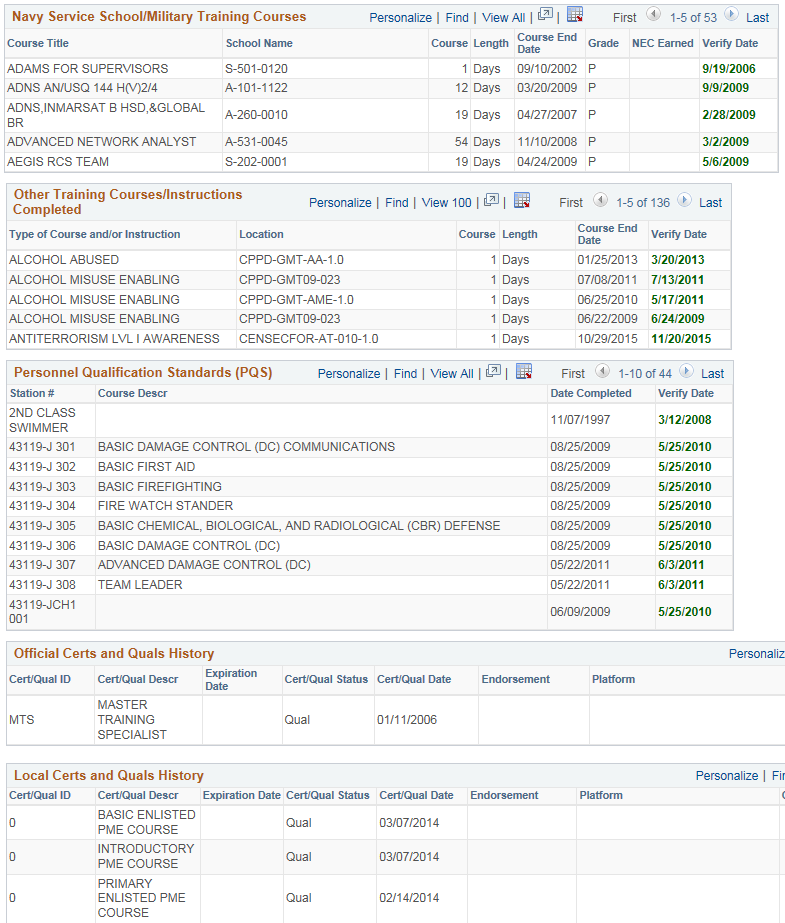 Navy Service School/Military Training Courses Personalize | Find | View All | | First 1-5 of 53 Last
Course Title School Name Course Length Course End Date Grade NEC Earned Verify Date
ADAMS FOR SUPERVISORS S-501-0120 1 Days 09/10/2002 P 9/19/2006
ADNS AN/USQ 144 H(V)2/4 A-101-1122 12 Days 03/20/2009 P 9/9/2009
ADNS,INMARSAT B HSD,&GLOBAL BR A-260-0010 19 Days 04/27/2007 P 2/28/2009
ADVANCED NETWORK ANALYST A-531-0045 54 Days 11/10/2008 P 3/2/2009
AEGIS RCS TEAM S-202-0001 19 Days 04/24/2009 P 5/6/2009
Other Training Courses/Instructions Completed Personalize | Find | View 100 | | First 1-5 of 136 Last
Type of Course and/or Instruction Location Course Length Course End Date Verify Date
ALCOHOL ABUSED CPPD-GMT-AA-1.0 1 Days 01/25/2013 3/20/2013
ALCOHOL MISUSE ENABLING CPPD-GMT09-023 1 Days 07/08/2011 7/13/2011
ALCOHOL MISUSE ENABLING CPPD-GMT-AME-1.0 1 Days 06/25/2010 5/17/2011
ALCOHOL MISUSE ENABLING CPPD-GMT09-023 1 Days 06/22/2009 6/24/2009
ANTITERRORISM LVL I AWARENESS CENSECFOR-AT-010-1.0 1 Days 10/29/2015 11/20/2015
Personnel Qualification Standards (PQS) Personalize | Find | View All | | First 1-10 of 44 Last
Station # Course Descr Date Completed Verify Date
2ND CLASS SWIMMER 11/07/1997 3/12/2008
43119-J 301 BASIC DAMAGE CONTROL (DC) COMMUNICATIONS 08/25/2009 5/25/2010
43119-J 302 BASIC FIRST AID 08/25/2009 5/25/2010
43119-J 303 BASIC FIREFIGHTING 08/25/2009 5/25/2010
43119-J 304 FIRE WATCH STANDER 08/25/2009 5/25/2010
43119-J 305 BASIC CHEMICAL, BIOLOGICAL, AND RADIOLOGICAL (CBR) DEFENSE 08/25/2009 5/25/2010
43119-J 306 BASIC DAMAGE CONTROL (DC) 08/25/2009 5/25/2010
43119-J 307 ADVANCED DAMAGE CONTROL (DC) 05/22/2011 6/3/2011
43119-J 308 TEAM LEADER 05/22/2011 6/3/2011
43119-JCH1 001 06/09/2009 5/25/2010
Official Certs and Quals History Personaliz
Cert/Qual ID Cert/Qual Descr Expiration Date Cert/Qual Status Cert/Qual Date Endorsement Platform
MTS MASTER TRAINING SPECIALIST Qual 01/11/2006
Local Certs and Quals History Personalize | Fir
Cert/Qual ID Cert/Qual Descr Expiration Date Cert/Qual Status Cert/Qual Date Endorsement Platform
0 BASIC ENLISTED PME COURSE Qual 03/07/2014
0 INTRODUCTORY PME COURSE Qual 03/07/2014
0 PRIMARY ENLISTED PME COURSE Qual 02/14/2014